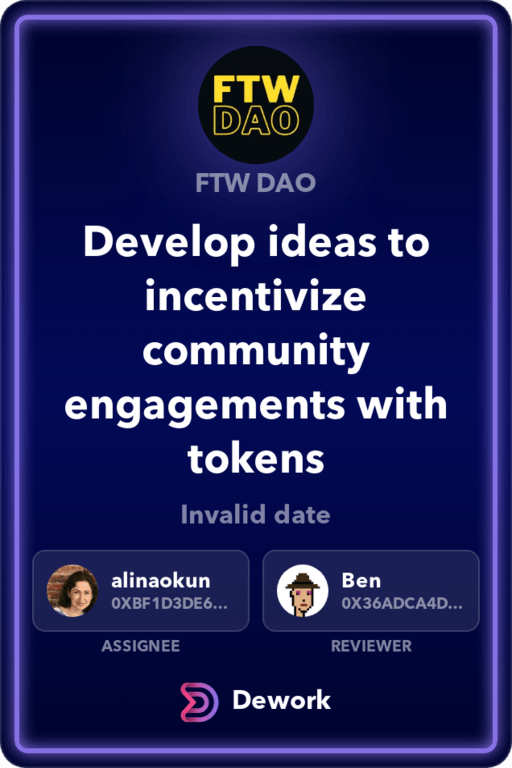 FTW
DAO
FTW DAO
Develop ideas to
incentivize
community
engagements with
tokens
Invalid date
alinaokun
0XBF1D3DE6...
ASSIGNEE
Ben
0X36ADCA4D...
REVIEWER
Dework